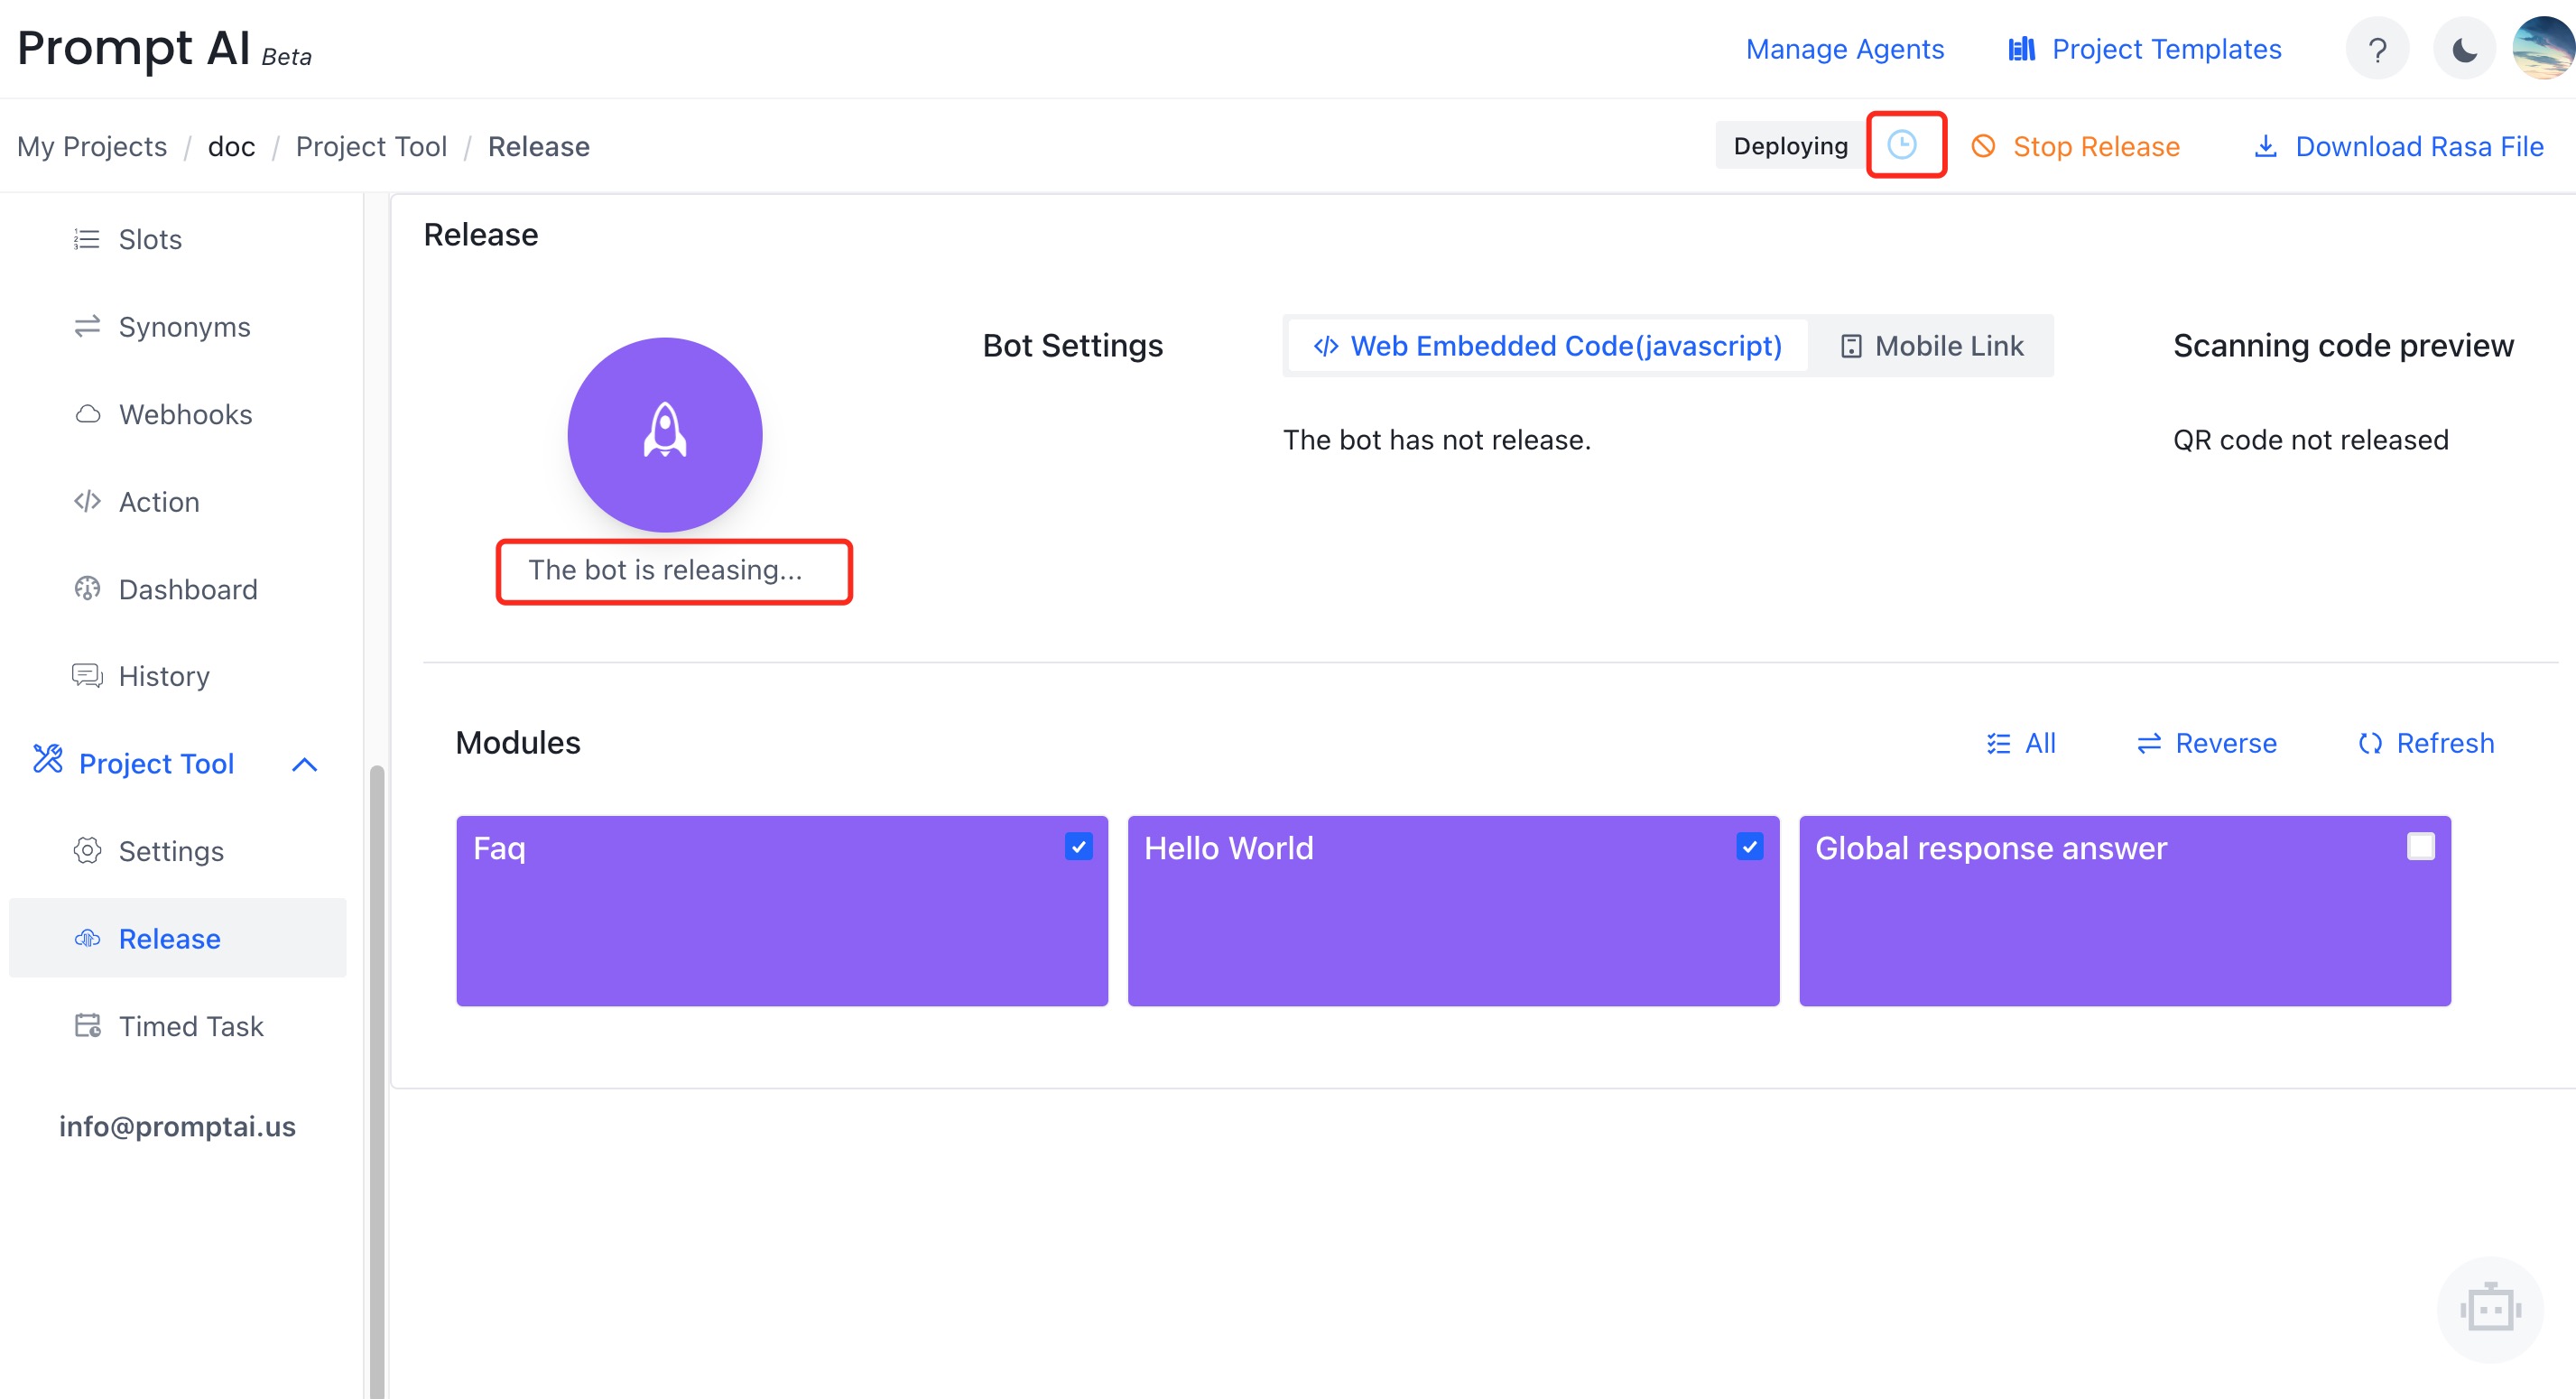 Prompt AI Beta
Manage Agents
Project Templates
?
My Projects / doc / Project Tool / Release
Deploying
Stop Release
Download Rasa File
Slots
Synonyms
Webhooks
Action
Dashboard
History
Project Tool
Settings
Release
Timed Task
info@promptai.us
Release
The bot is releasing...
Bot Settings
</> Web Embedded Code(javascript)
Mobile Link
The bot has not release.
Scanning code preview
QR code not released
Modules
All
Reverse
Refresh
Faq
Hello World
Global response answer